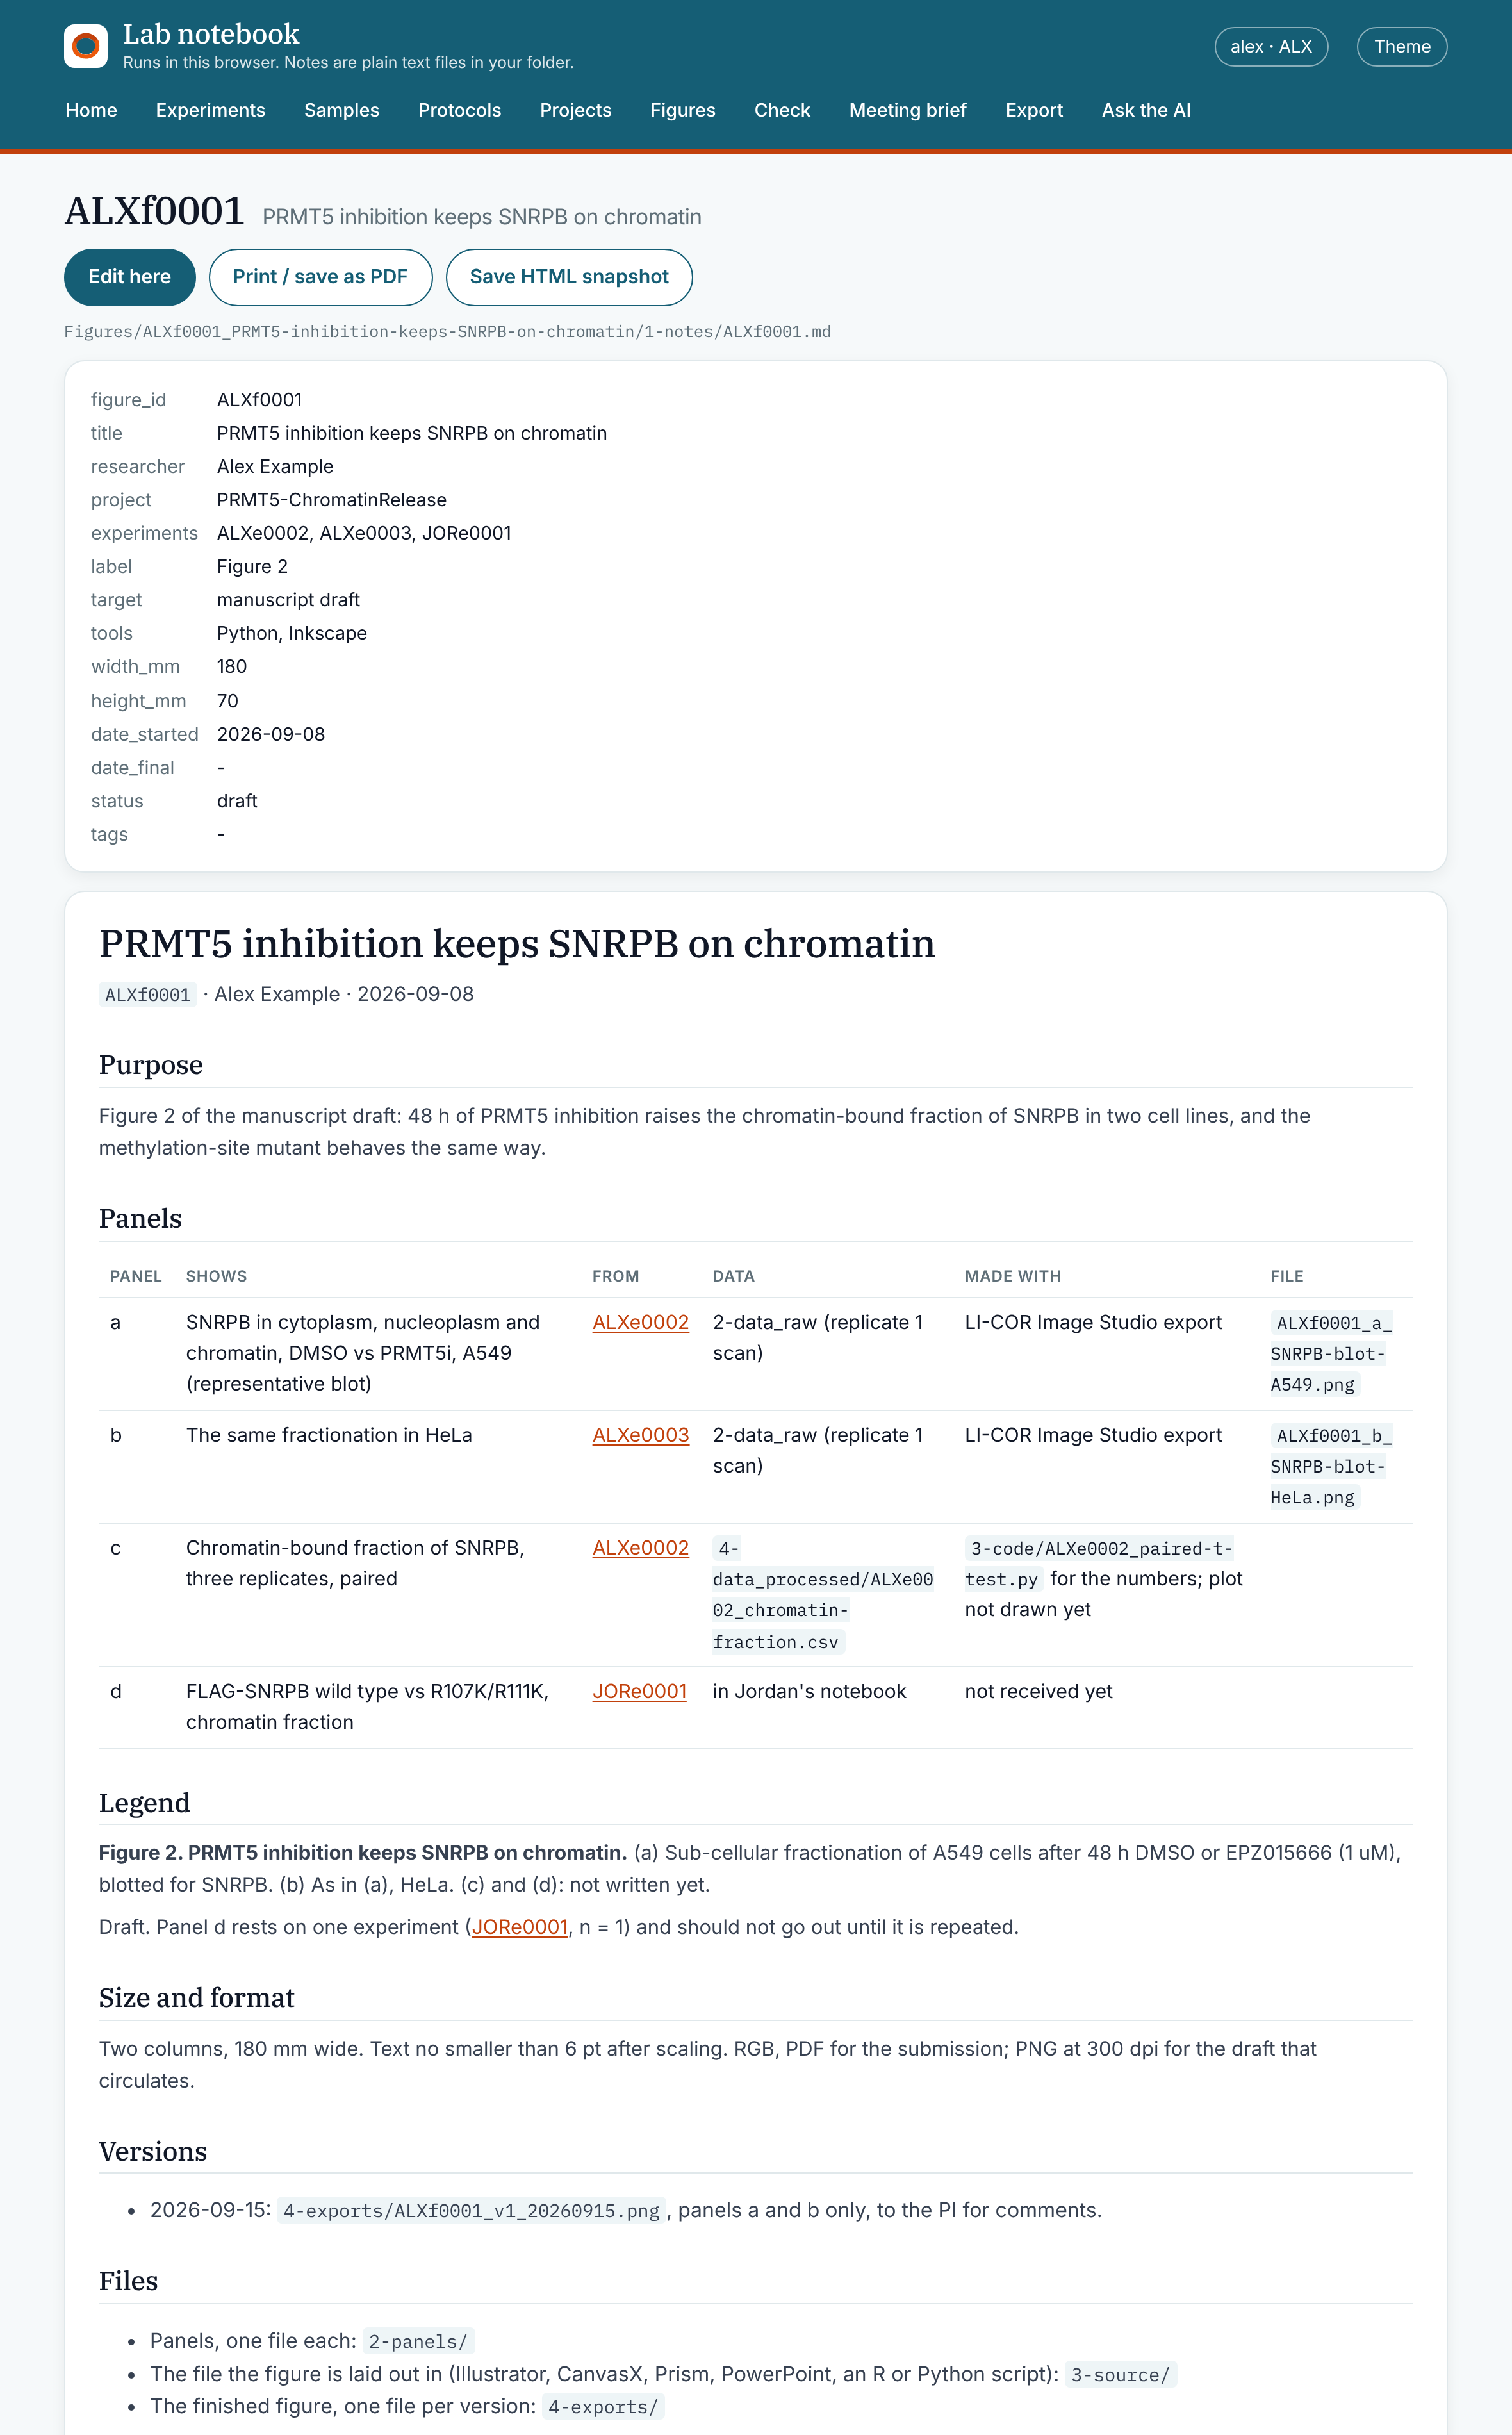 Lab notebook
Runs in this browser. Notes are plain text files in your folder.
alex · ALX
Theme
Home Experiments Samples Protocols Projects Figures Check Meeting brief Export Ask the AI
ALXf0001 PRMT5 inhibition keeps SNRPB on chromatin
Edit here Print / save as PDF Save HTML snapshot
Figures/ALXf0001_PRMT5-inhibition-keeps-SNRPB-on-chromatin/1-notes/ALXf0001.md
figure_id ALXf0001
title PRMT5 inhibition keeps SNRPB on chromatin
researcher Alex Example
project PRMT5-ChromatinRelease
experiments ALXe0002, ALXe0003, JORe0001
label Figure 2
target manuscript draft
tools Python, Inkscape
width_mm 180
height_mm 70
date_started 2026-09-08
date_final -
status draft
tags -
PRMT5 inhibition keeps SNRPB on chromatin
ALXf0001 · Alex Example · 2026-09-08
Purpose
Figure 2 of the manuscript draft: 48 h of PRMT5 inhibition raises the chromatin-bound fraction of SNRPB in two cell lines, and the
methylation-site mutant behaves the same way.
Panels
PANEL SHOWS FROM DATA MADE WITH FILE
a SNRPB in cytoplasm, nucleoplasm and ALXe0002 2-data_raw (replicate 1 LI-COR Image Studio export ALXf0001_a_
chromatin, DMSO vs PRMT5i, A549 scan) SNRPB-blot-
(representative blot) A549.png
b The same fractionation in HeLa ALXe0003 2-data_raw (replicate 1 LI-COR Image Studio export ALXf0001_b_
scan) SNRPB-blot-
HeLa.png
c Chromatin-bound fraction of SNRPB, ALXe0002 4- 3-code/ALXe0002_paired-t-
three replicates, paired data_processed/ALXe00 test.py for the numbers; plot
02_chromatin- not drawn yet
fraction.csv
d FLAG-SNRPB wild type vs R107K/R111K, JORe0001 in Jordan's notebook not received yet
chromatin fraction
Legend
Figure 2. PRMT5 inhibition keeps SNRPB on chromatin. (a) Sub-cellular fractionation of A549 cells after 48 h DMSO or EPZ015666 (1 uM),
blotted for SNRPB. (b) As in (a), HeLa. (c) and (d): not written yet.
Draft. Panel d rests on one experiment (JORe0001, n = 1) and should not go out until it is repeated.
Size and format
Two columns, 180 mm wide. Text no smaller than 6 pt after scaling. RGB, PDF for the submission; PNG at 300 dpi for the draft that
circulates.
Versions
• 2026-09-15: 4-exports/ALXf0001_v1_20260915.png, panels a and b only, to the PI for comments.
Files
• Panels, one file each: 2-panels/
• The file the figure is laid out in (Illustrator, CanvasX, Prism, PowerPoint, an R or Python script): 3-source/
• The finished figure, one file per version: 4-exports/